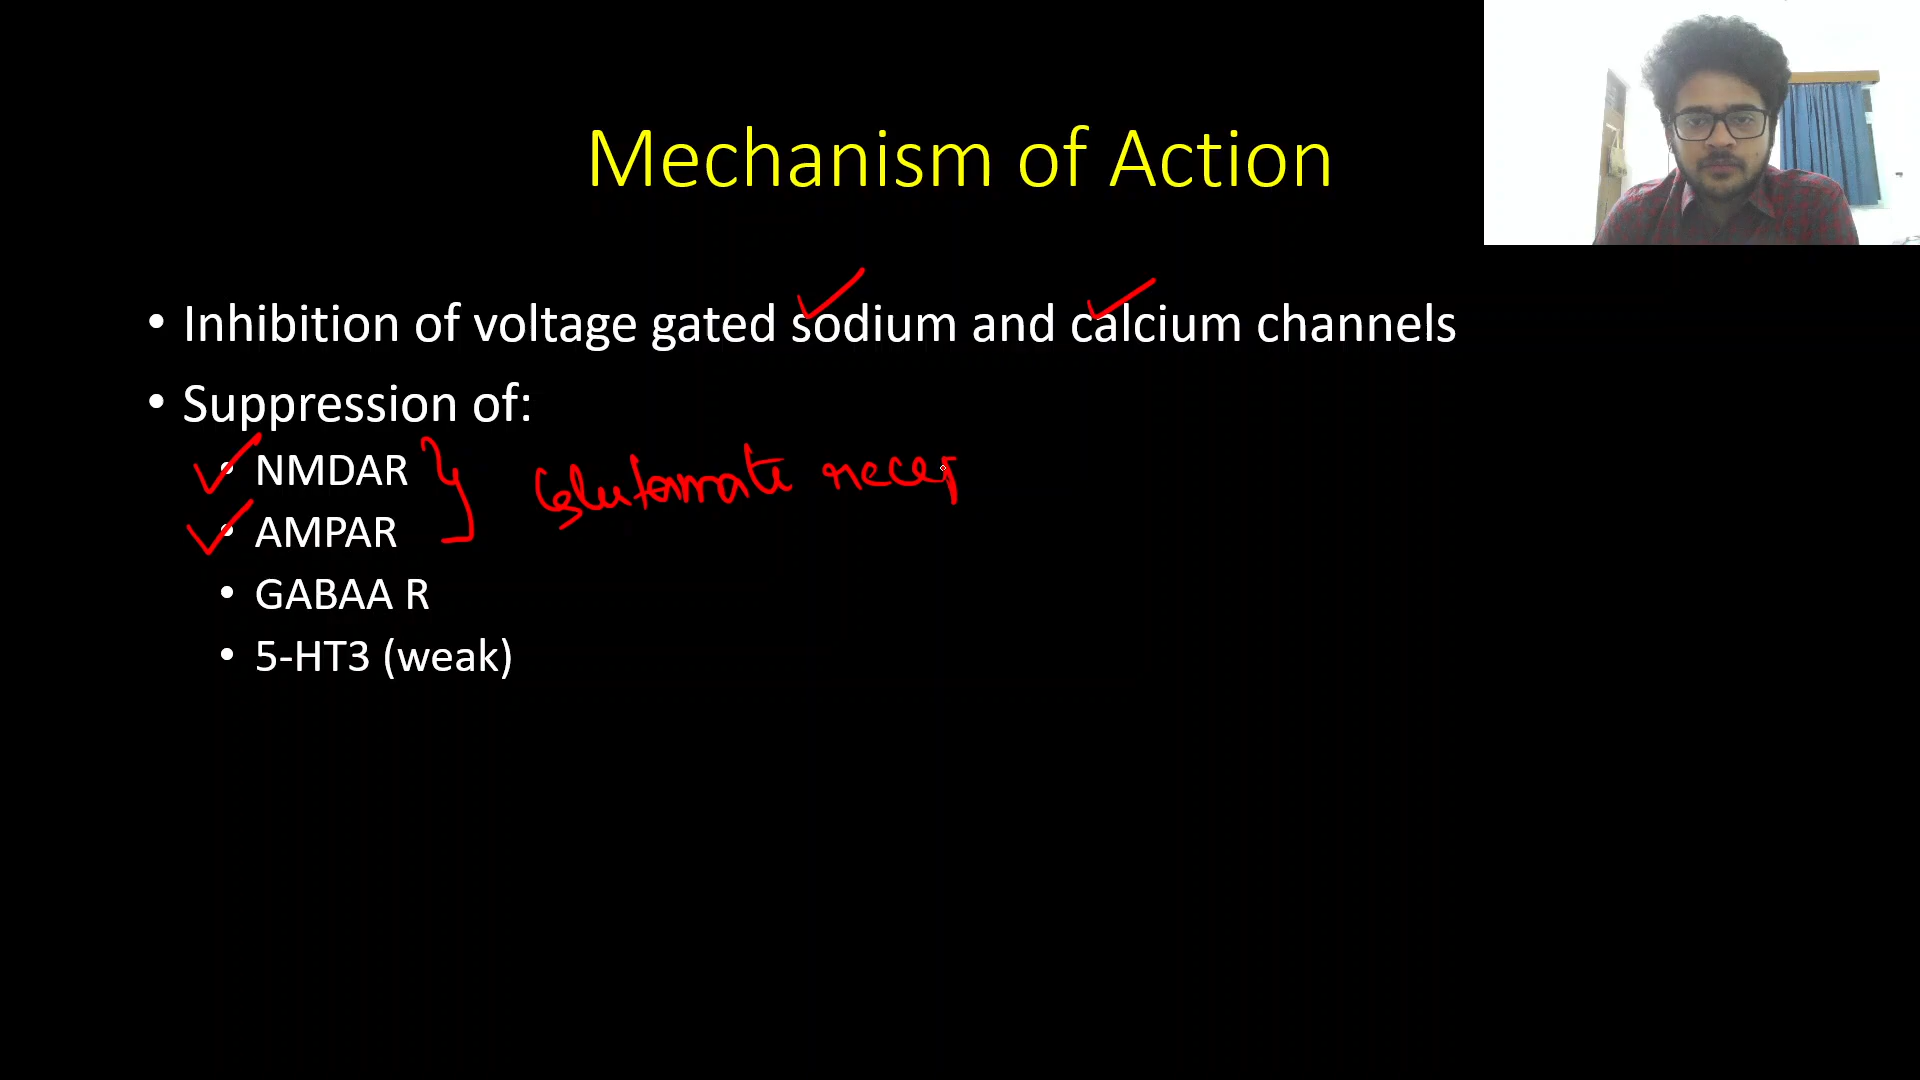 Mechanism of Action
• Inhibition of voltage gated sodium and calcium channels
• Suppression of:
• NMDAR
Glutamate recep
• AMPAR
• GABAA R
• 5-HT3 (weak)